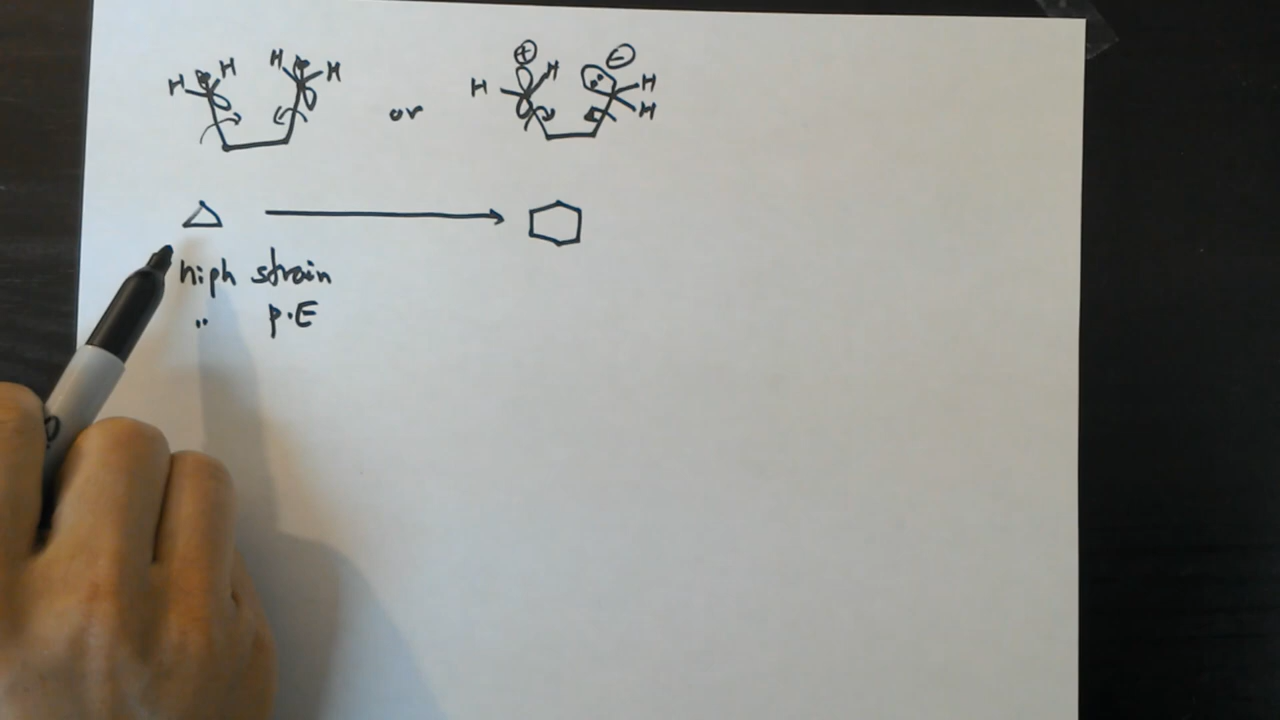 H H H H or H ⊕ H ⊖ H H
high strain
" p.E